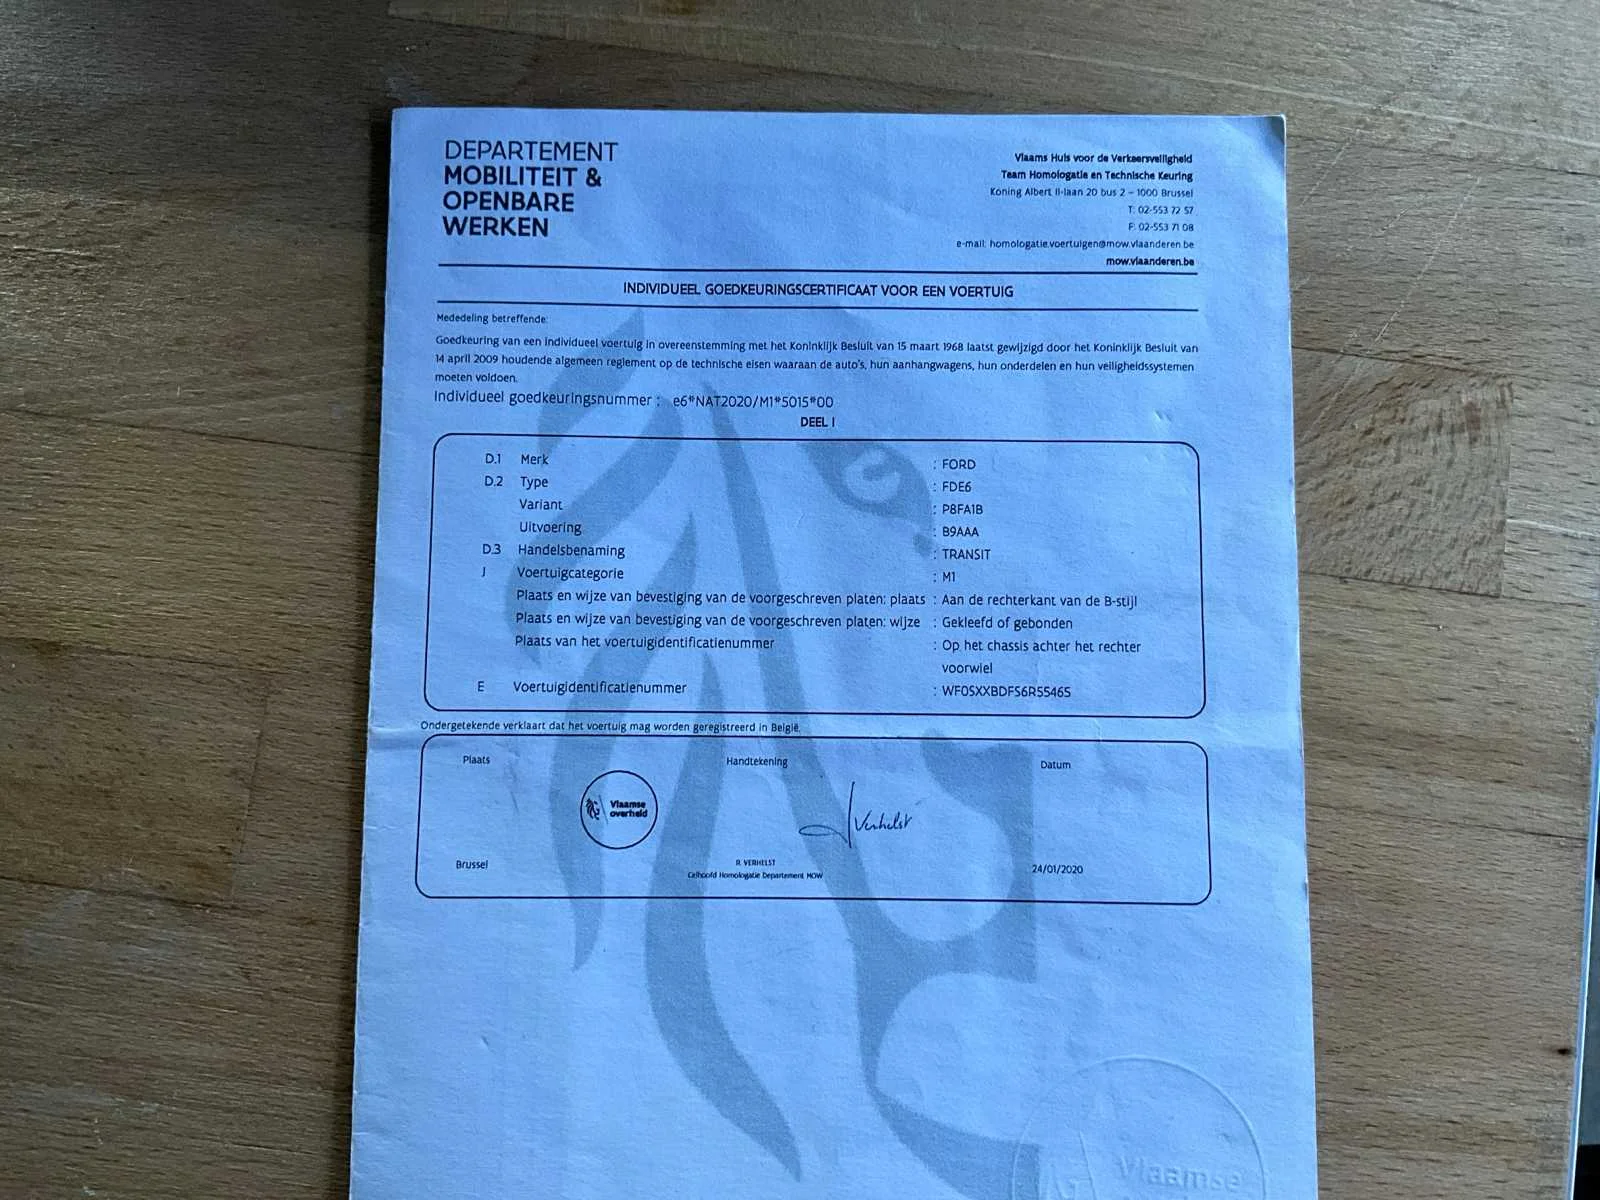 DEPARTEMENT
MOBILITEIT &
OPENBARE
WERKEN
Vlaams Huis voor de Verkeersveiligheid
Team Homologatie en Technische Keuring
Koning Albert II-laan 20 bus 2 – 1000 Brussel
T: 02-553 72 57
F: 02-553 71 08
e-mail: homologatie.voertuigen@mow.vlaanderen.be
mow.vlaanderen.be
INDIVIDUEEL GOEDKEURINGSCERTIFICAAT VOOR EEN VOERTUIG
Mededeling betreffende:
Goedkeuring van een individueel voertuig in overeenstemming met het Koninklijk Besluit van 15 maart 1968 laatst gewijzigd door het Koninklijk Besluit van
14 april 2009 houdende algemeen reglement op de technische eisen waaraan de auto's, hun aanhangwagens, hun onderdelen en hun veiligheidssystemen
moeten voldoen.
Individueel goedkeuringsnummer : e6*NAT2020/M1*5015*00
DEEL I
D.1 Merk : FORD
D.2 Type : FDE6
Variant : P8FA1B
Uitvoering : B9AAA
D.3 Handelsbenaming : TRANSIT
J Voertuigcategorie : M1
Plaats en wijze van bevestiging van de voorgeschreven platen: plaats : Aan de rechterkant van de B-stijl
Plaats en wijze van bevestiging van de voorgeschreven platen: wijze : Gekleefd of gebonden
Plaats van het voertuigidentificatienummer : Op het chassis achter het rechter
voorwiel
E Voertuigidentificatienummer : WF0SXXBDFS6R55465
Ondergetekende verklaart dat het voertuig mag worden geregistreerd in België.
Plaats Handtekening Datum
Vlaamse
overheid
Verhelst
Brussel
R. VERHELST
Celhoofd Homologatie Departement MOW
24/01/2020
Vlaamse